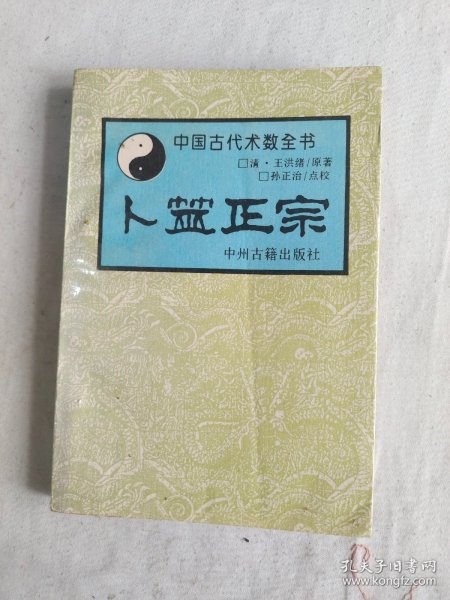 中国古代术数全书
□清·王洪绪/原著
□孙正治/点校
卜筮正宗
中州古籍出版社
孔夫子旧书网
www.kongfz.com